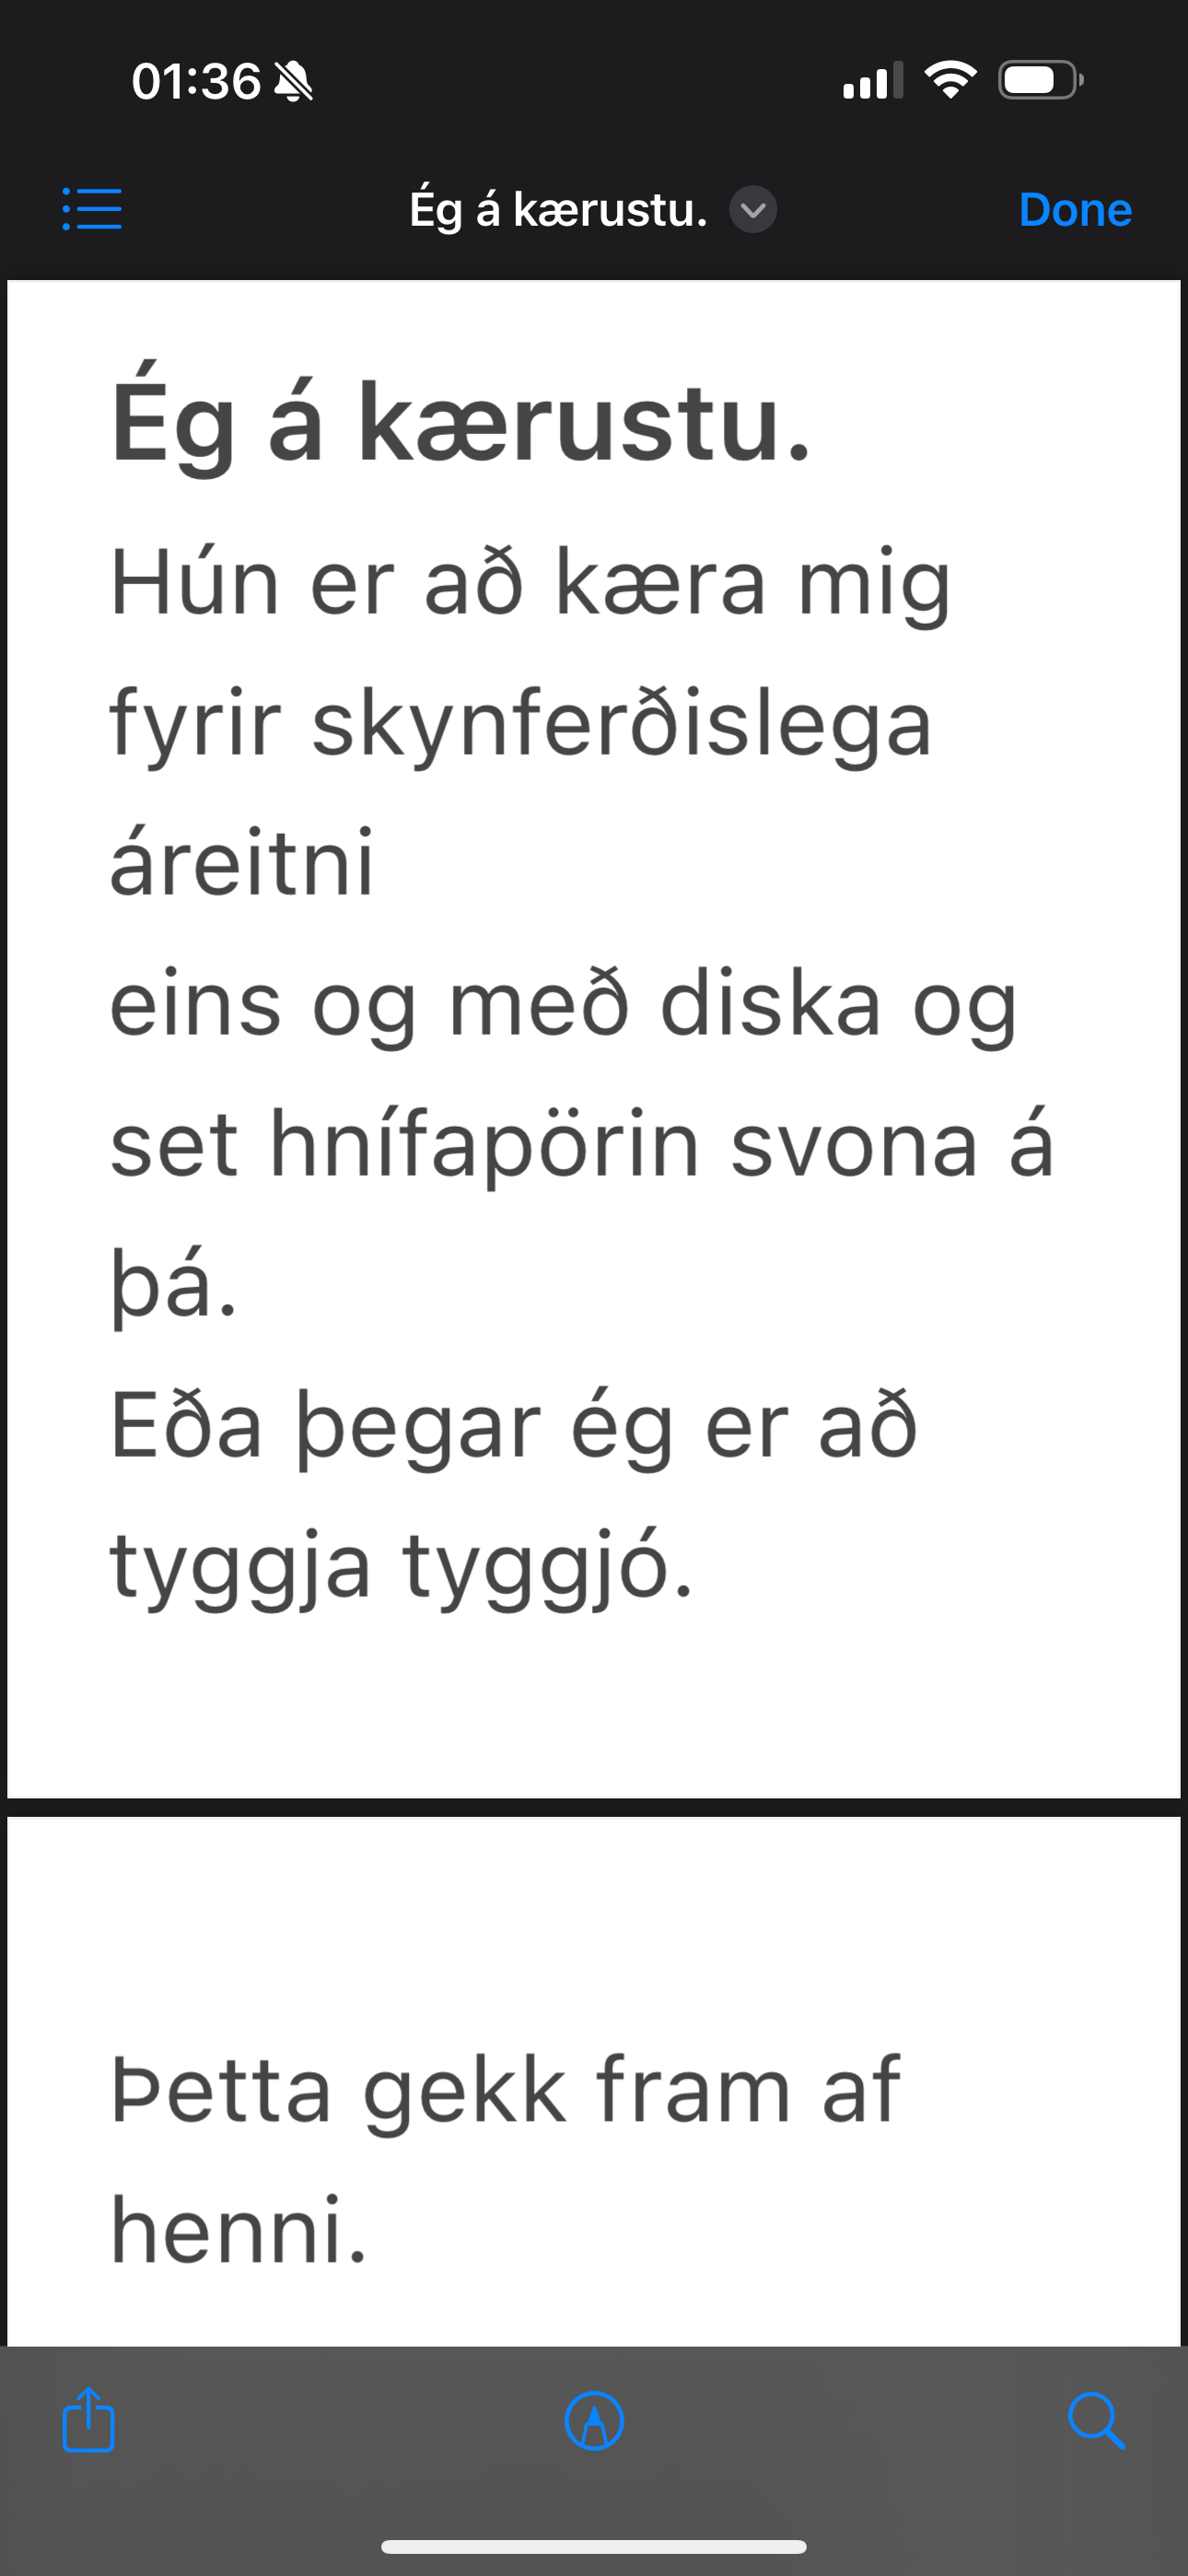 01:36
Ég á kærustu.
Done
Ég á kærustu.
Hún er að kæra mig
fyrir skynferðislega
áreitni
eins og með diska og
set hnífapörin svona á
þá.
Eða þegar ég er að
tyggja tyggjó.
Þetta gekk fram af
henni.